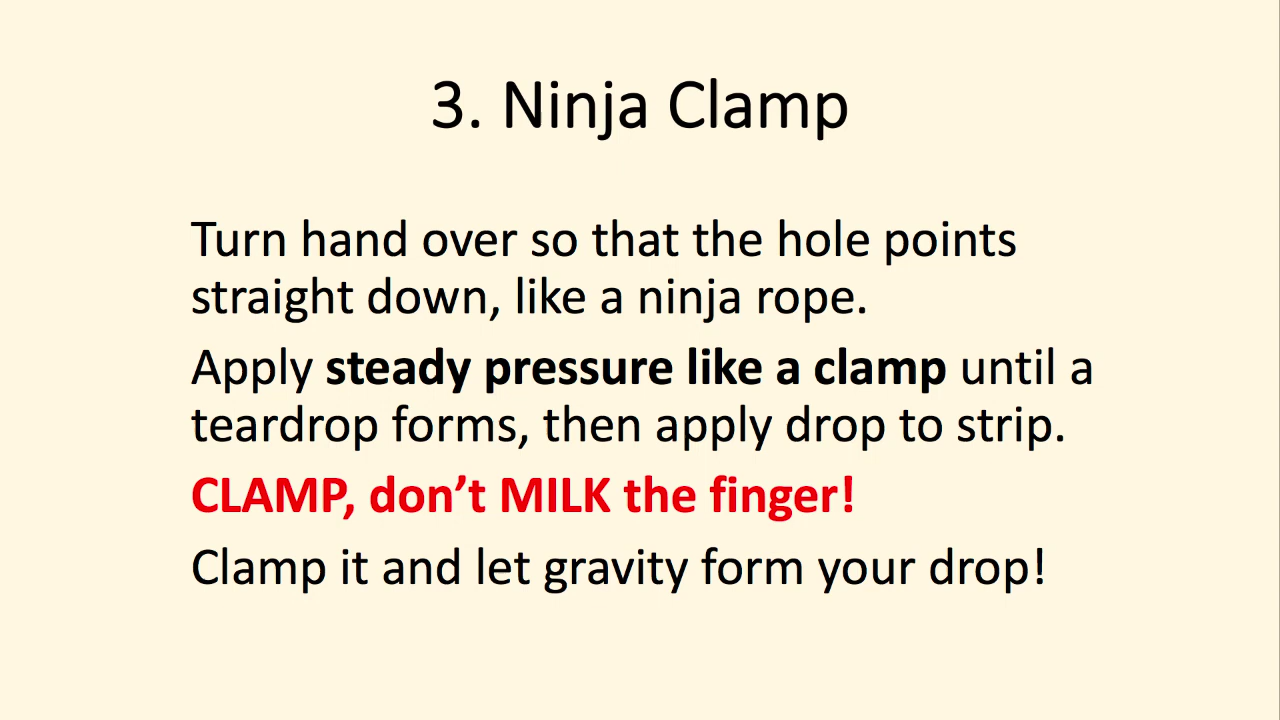 3. Ninja Clamp
Turn hand over so that the hole points
straight down, like a ninja rope.
Apply steady pressure like a clamp until a
teardrop forms, then apply drop to strip.
CLAMP, don’t MILK the finger!
Clamp it and let gravity form your drop!